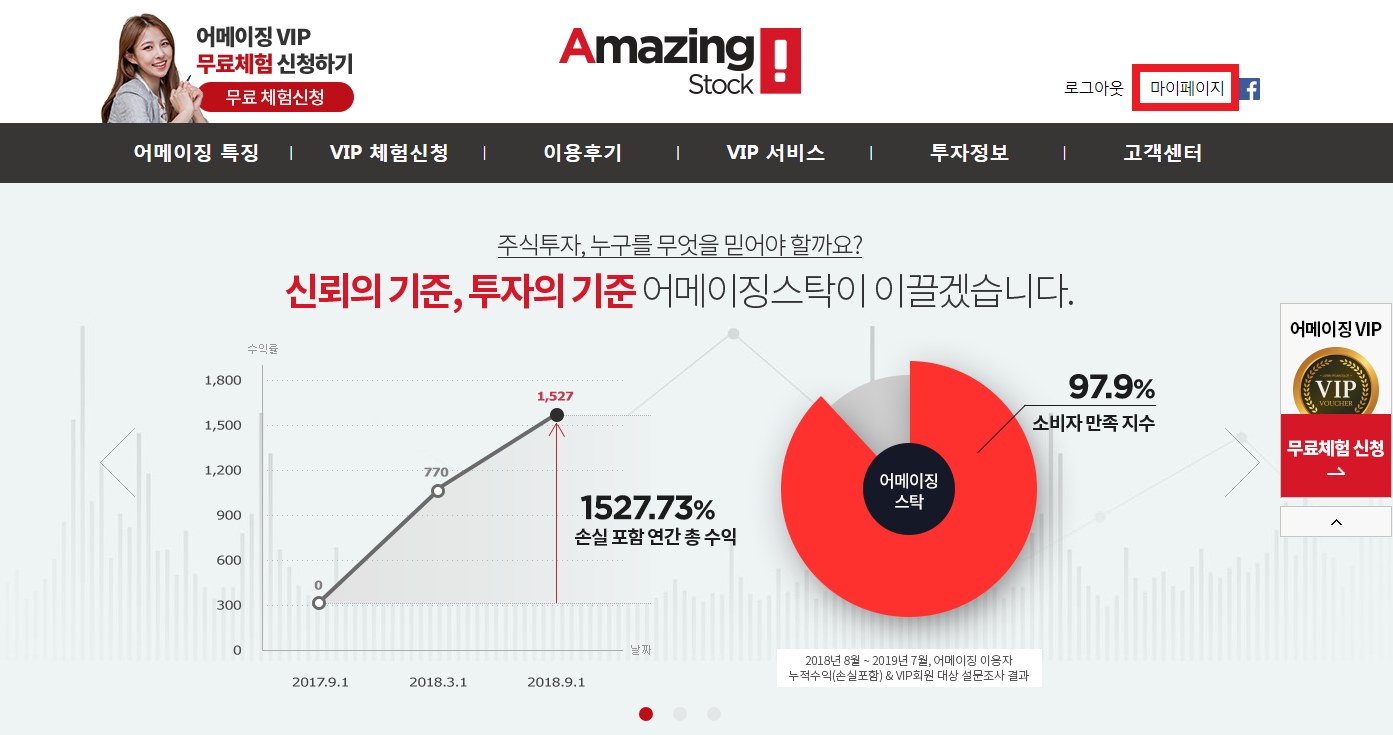 어메이징 VIP
무료체험 신청하기
무료 체험신청
Amazing
Stock
로그아웃
마이페이지
f
어메이징 특징
VIP 체험신청
이용후기
VIP 서비스
투자정보
고객센터
주식투자, 누구를 무엇을 믿어야 할까요?
신뢰의 기준, 투자의 기준 어메이징스탁이 이끌겠습니다.
수익율
1,800
1,500
1,200
900
600
300
0
0
770
1,527
1527.73%
손실 포함 연간 총 수익
날짜
2017.9.1
2018.3.1
2018.9.1
97.9%
소비자 만족 지수
어메이징
스탁
2018년 8월 ~ 2019년 7월, 어메이징 이용자
누적수익(손실포함) & VIP회원 대상 설문조사 결과
어메이징 VIP
VIP
VOUCHER
무료체험 신청